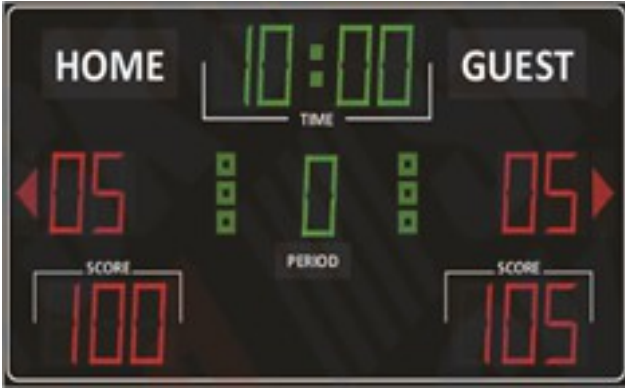 HOME 10:00 GUEST
TIME
05 0 05
PERIOD
SCORE SCORE
100 105